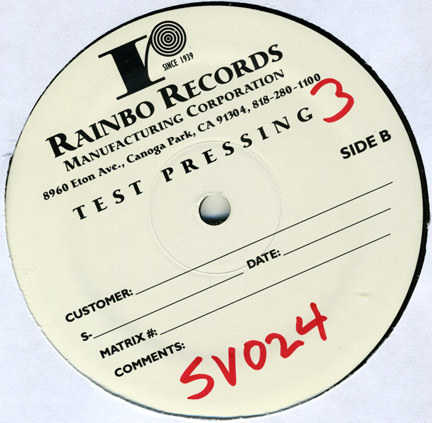 r
SINCE 1939
RAINBO RECORDS
MANUFACTURING CORPORATION
8960 Eton Ave., Canoga Park, CA 91304, 818-280-1100
TEST PRESSING 3
SIDE B
CUSTOMER:
S- DATE:
MATRIX #:
COMMENTS:
SV024